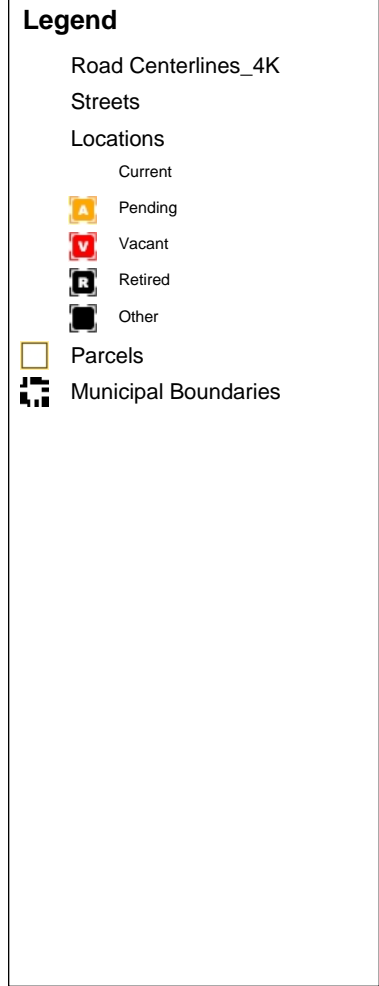 Legend
Road Centerlines_4K
Streets
Locations
Current
A Pending
V Vacant
R Retired
Other
Parcels
Municipal Boundaries